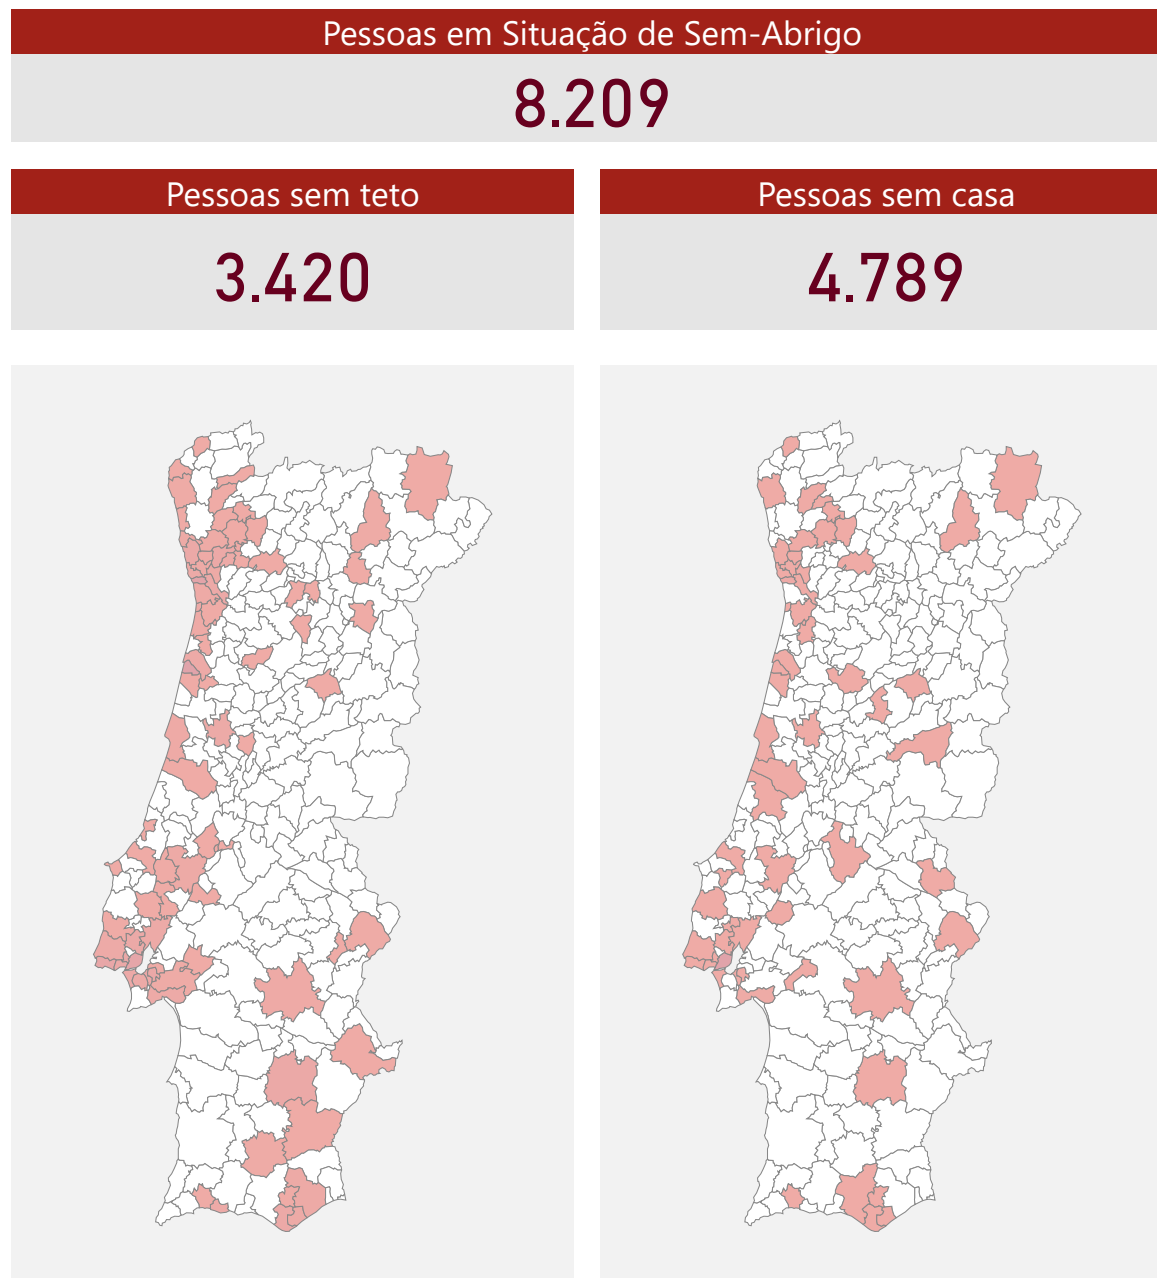 Pessoas em Situação de Sem-Abrigo
8.209
Pessoas sem teto
3.420
Pessoas sem casa
4.789